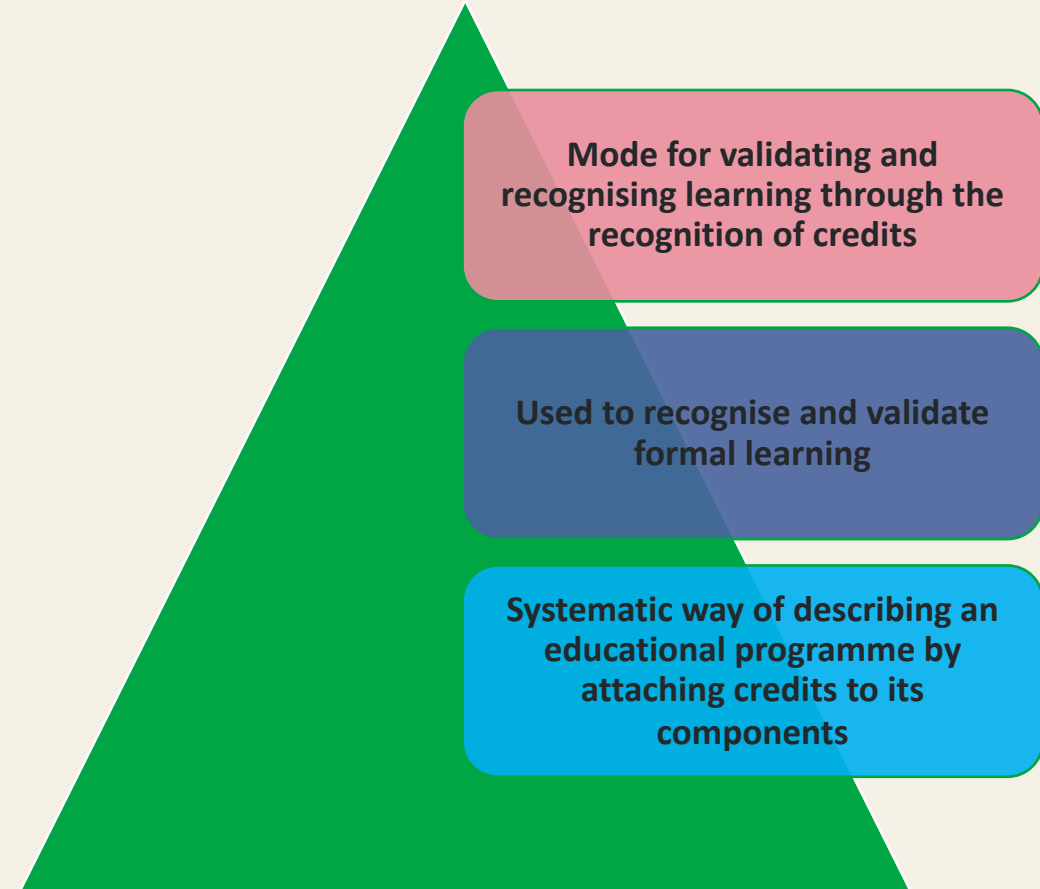 Mode for validating and
recognising learning through the
recognition of credits
Used to recognise and validate
formal learning
Systematic way of describing an
educational programme by
attaching credits to its
components